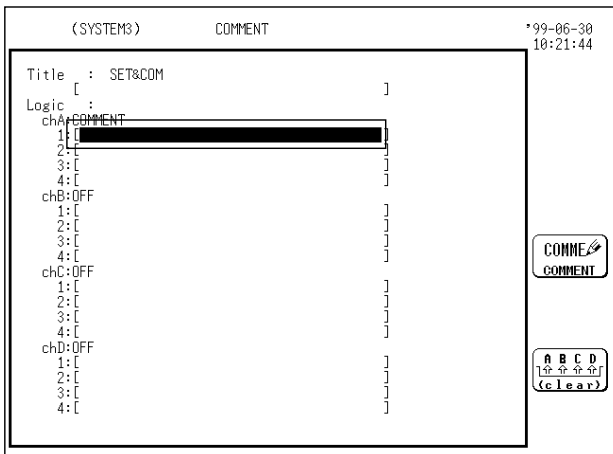 (SYSTEM3) COMMENT '99-06-30
10:21:44
Title : SET&COM
[ ]
Logic :
chA:COMMENT
1:[ ]
2:[ ]
3:[ ]
4:[ ]
chB:OFF
1:[ ]
2:[ ]
3:[ ]
4:[ ]
chC:OFF
1:[ ]
2:[ ]
3:[ ]
4:[ ]
chD:OFF
1:[ ]
2:[ ]
3:[ ]
4:[ ]
COMME
COMMENT
A B C D
(clear)